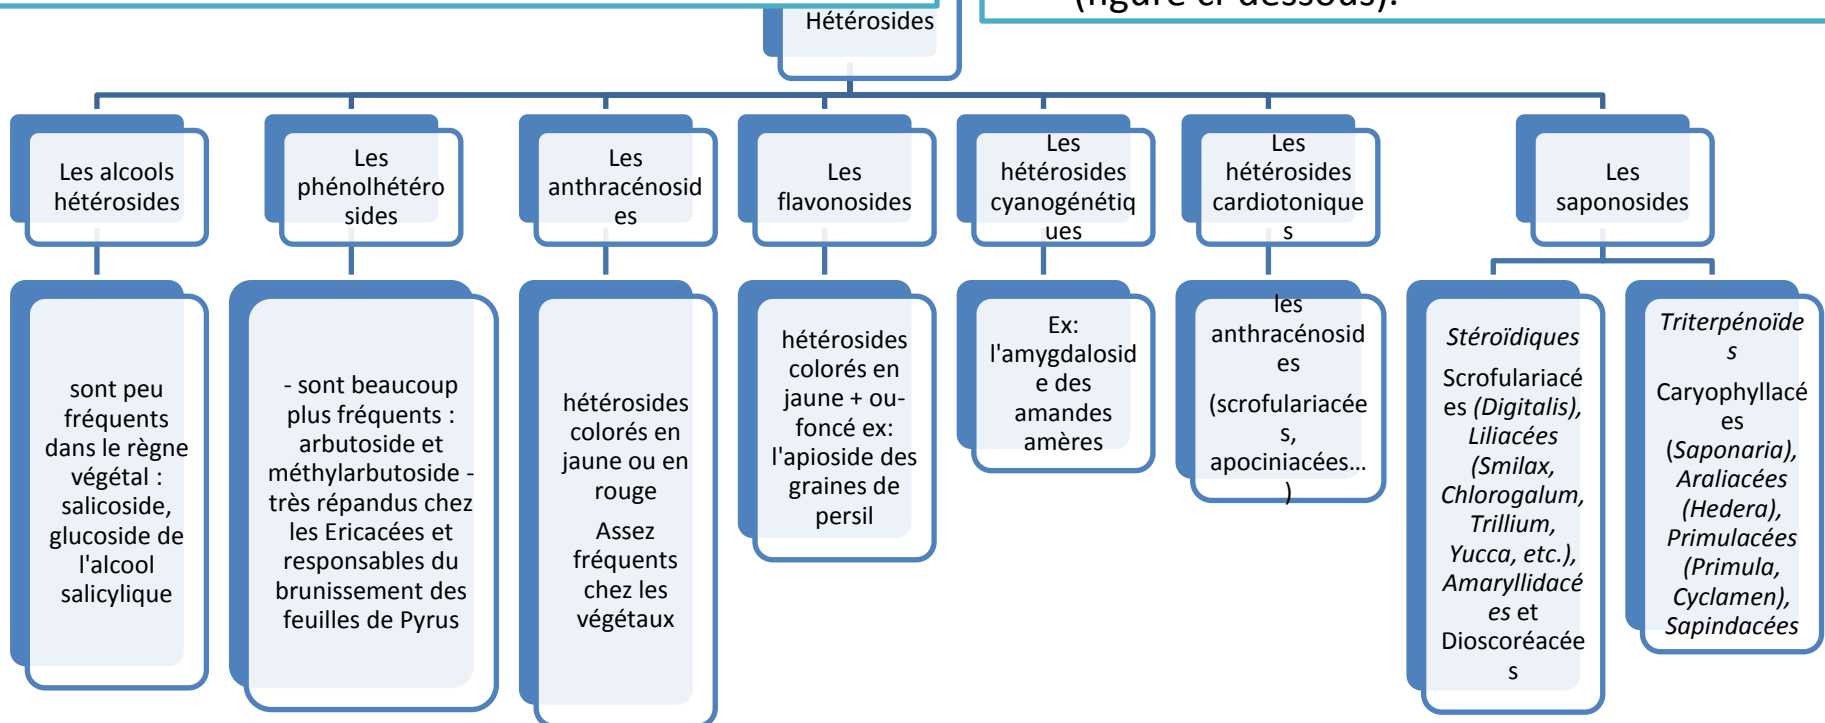 (figure ci-dessous).
Hétérosides
Les alcools
hétérosides
sont peu
fréquents
dans le règne
végétal :
salicoside,
glucoside de
l'alcool
salicylique
Les
phénolhétéro
sides
- sont beaucoup
plus fréquents :
arbutoside et
méthylarbutoside -
très répandus chez
les Ericacées et
responsables du
brunissement des
feuilles de Pyrus
Les
anthracénosid
es
hétérosides
colorés en
jaune ou en
rouge
Assez
fréquents
chez les
végétaux
Les
flavonosides
hétérosides
colorés en
jaune + ou-
foncé ex:
l'apioside des
graines de
persil
Les
hétérosides
cyanogénétiq
ues
Ex:
l'amygdalosid
e des
amandes
amères
Les
hétérosides
cardiotonique
s
les
anthracénosid
es
(scrofulariacée
s,
apociniacées...
)
Les
saponosides
Stéroïdiques
Scrofulariacé
es (Digitalis),
Liliacées
(Smilax,
Chlorogalum,
Trillium,
Yucca, etc.),
Amaryllidacé
es et
Dioscoréacée
s
Triterpénoïde
s
Caryophyllacé
es
(Saponaria),
Araliacées
(Hedera),
Primulacées
(Primula,
Cyclamen),
Sapindacées